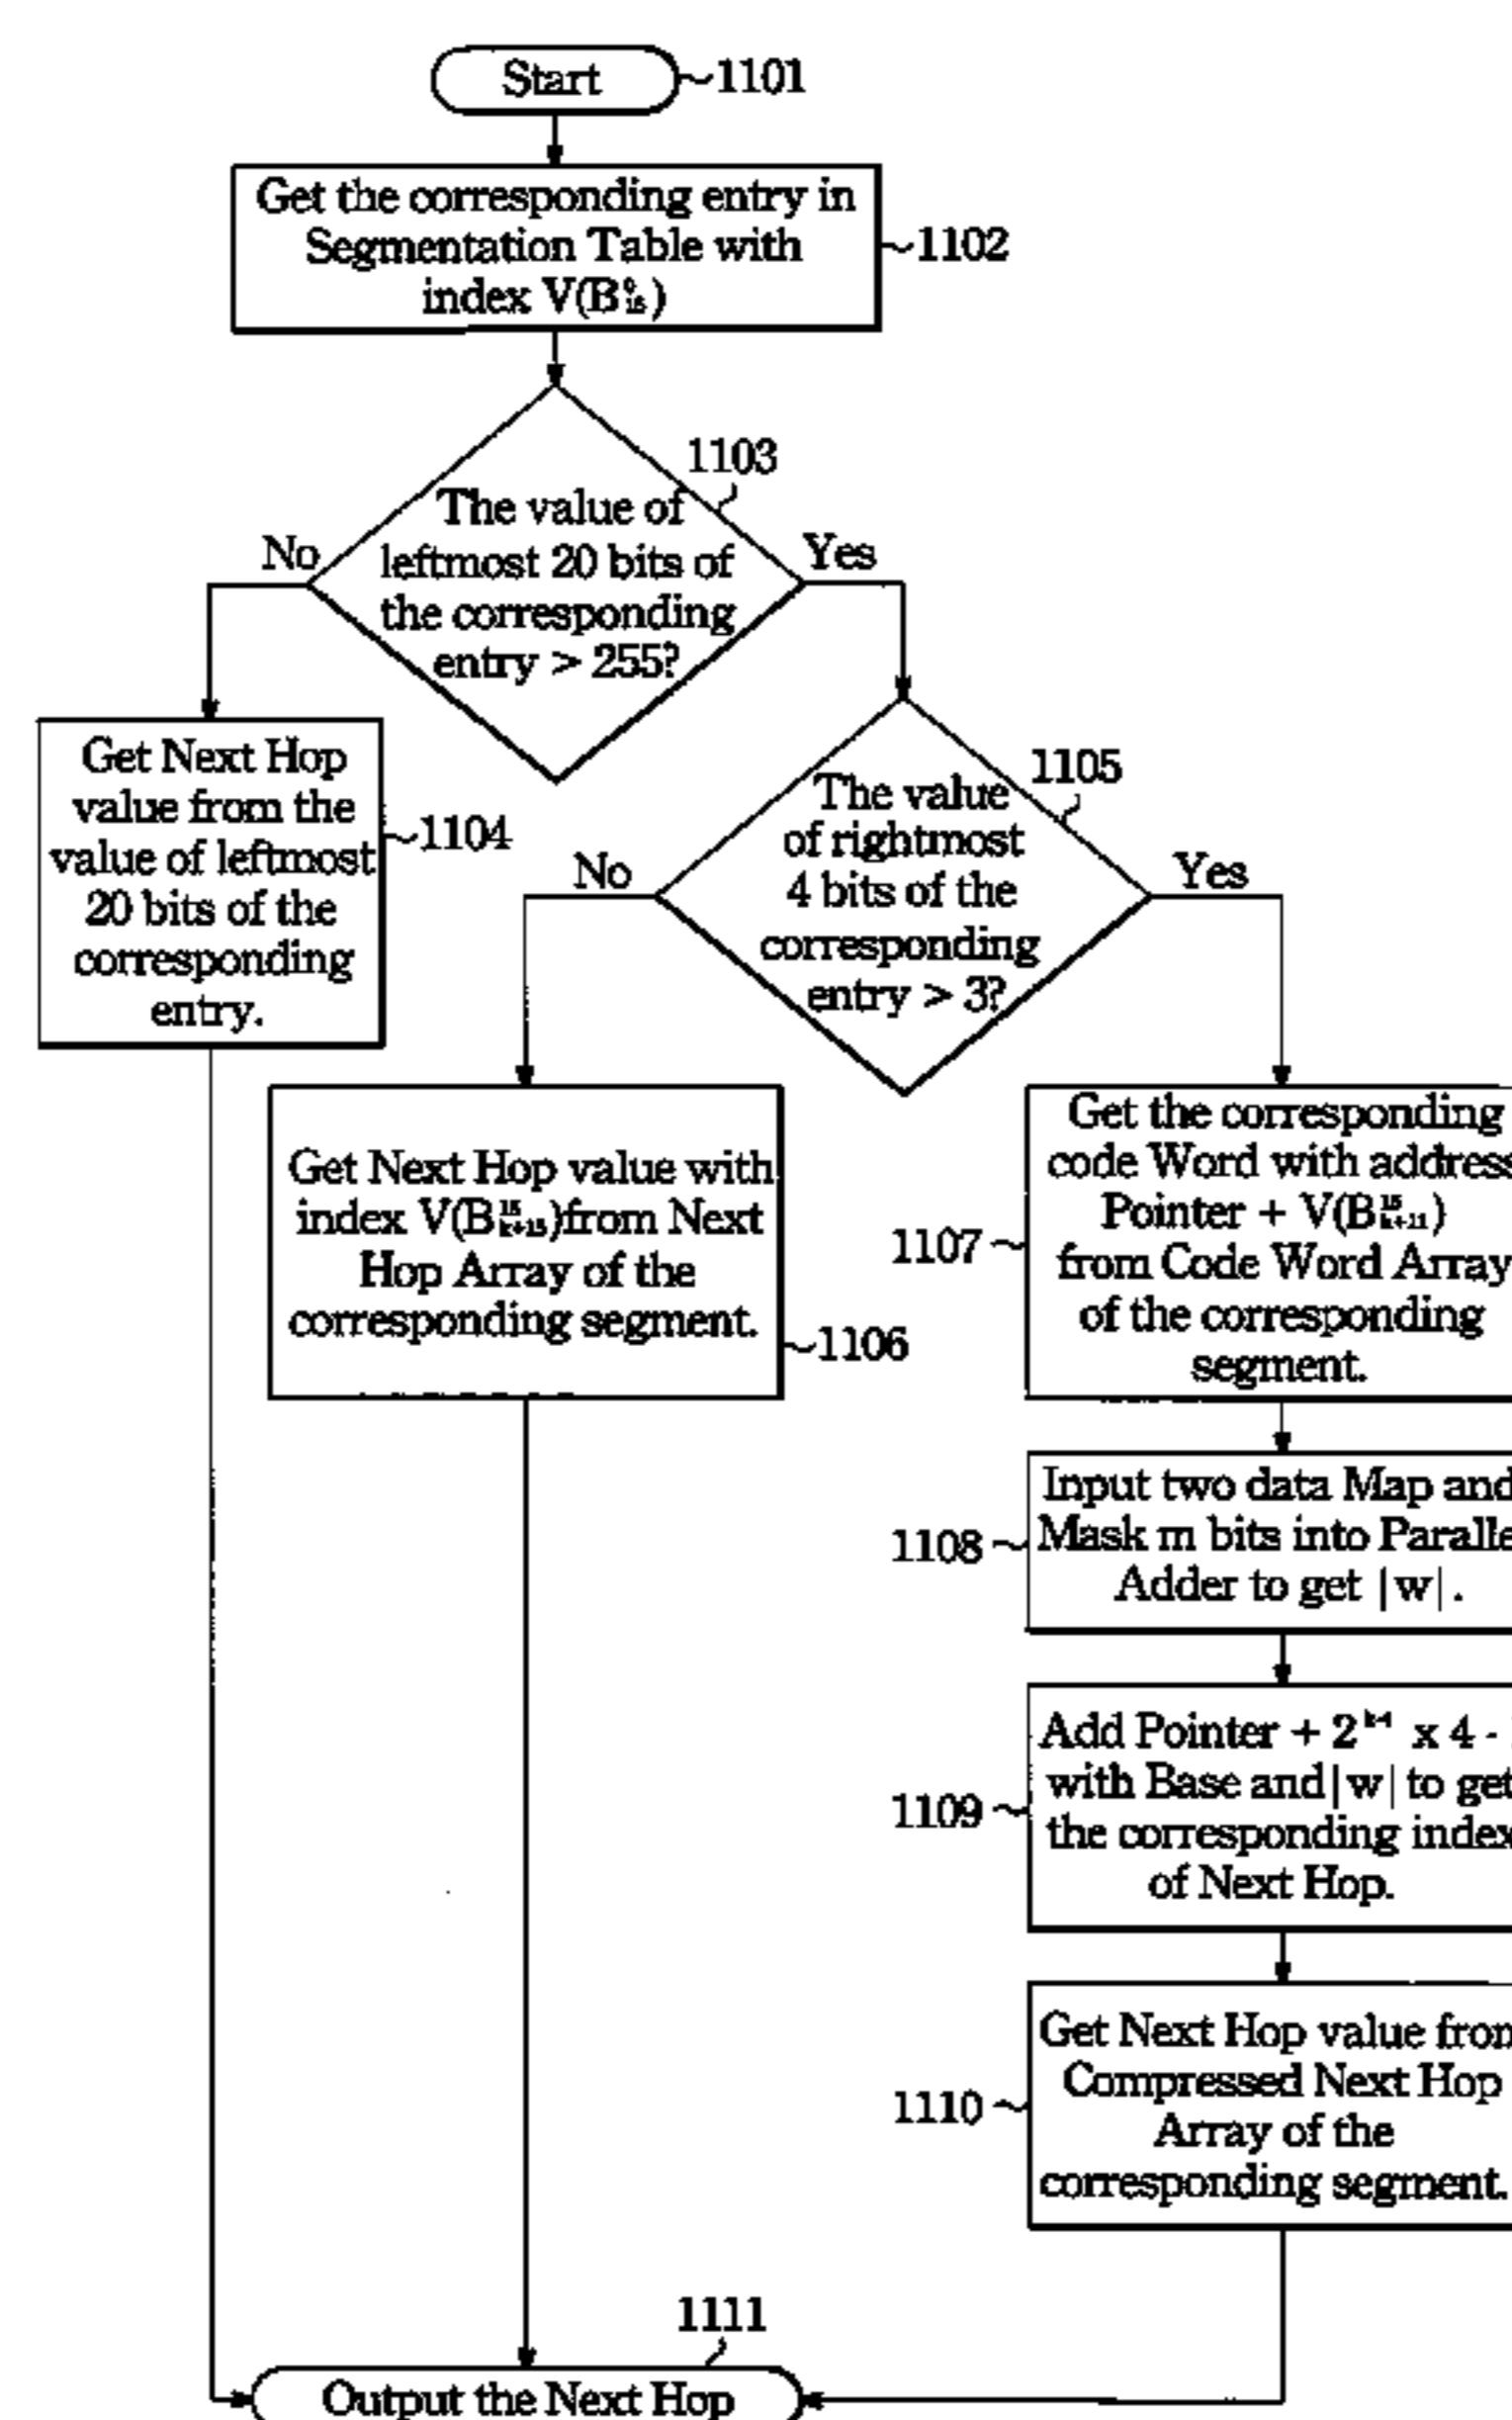 Start
1101
Get the corresponding entry in
Segmentation Table with
index V(B
1102
1103
The value of
leftmost 20 bits of
the corresponding
entry > 255?
No
Yes
Get Next Hop
value from the
value of leftmost
20 bits of the
corresponding
entry.
1104
1105
The value
of rightmost
4 bits of the
corresponding
entry > 3?
No
Yes
Get Next Hop value with
index V(B¹⁵ₖ₊₁₅)from Next
Hop Array of the
corresponding segment.
1106
Get the corresponding
code Word with address
Pointer + V(B¹⁵ₖ₊₁₁)
from Code Word Array
of the corresponding
segment.
1107
Input two data Map and
Mask m bits into Paralle
Adder to get |w|.
1108
Add Pointer + 2ᵏ⁻⁴ x 4 -
with Base and|w| to get
the corresponding index
of Next Hop.
1109
Get Next Hop value from
Compressed Next Hop
Array of the
corresponding segment.
1110
1111
Output the Next Hop